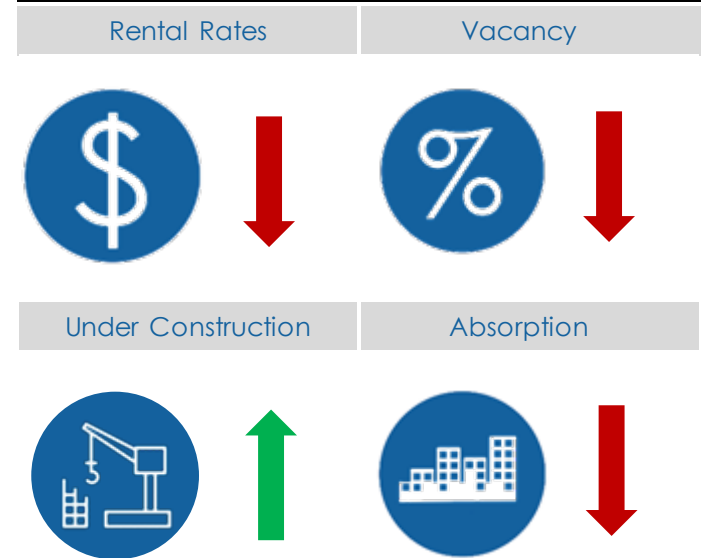 Rental Rates
Vacancy
$
%
Under Construction
Absorption